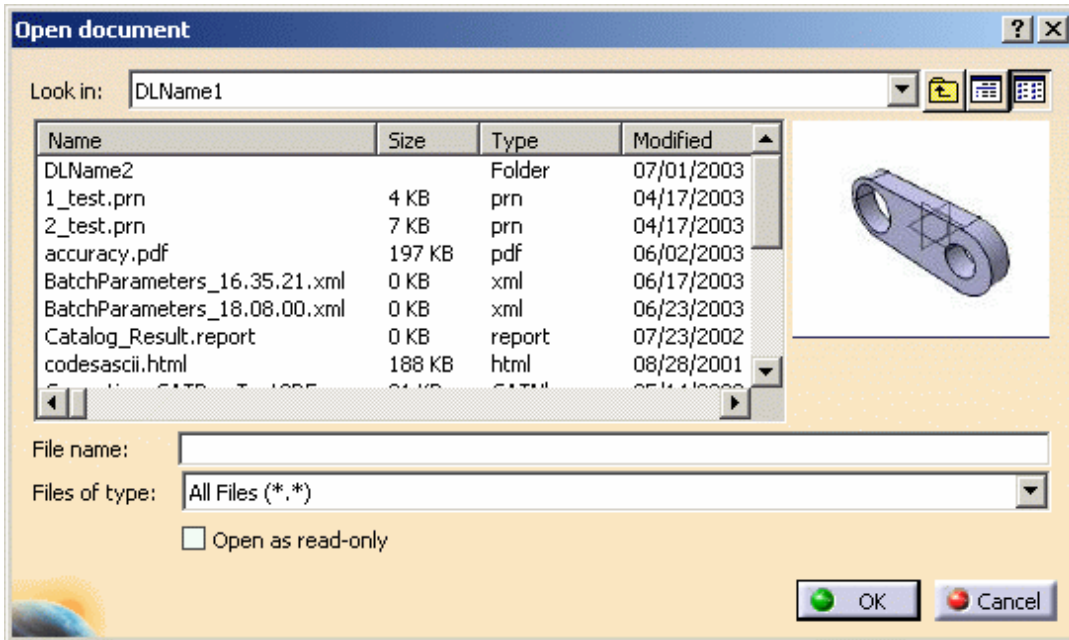 Open document
Look in: DLName1
Name Size Type Modified
DLName2 Folder 07/01/2003
1_test.prn 4 KB prn 04/17/2003
2_test.prn 7 KB prn 04/17/2003
accuracy.pdf 197 KB pdf 06/02/2003
BatchParameters_16.35.21.xml 0 KB xml 06/17/2003
BatchParameters_18.08.00.xml 0 KB xml 06/23/2003
Catalog_Result.report 0 KB report 07/23/2002
codesascii.html 188 KB html 08/28/2001
File name:
Files of type: All Files (*.*)
Open as read-only
OK Cancel